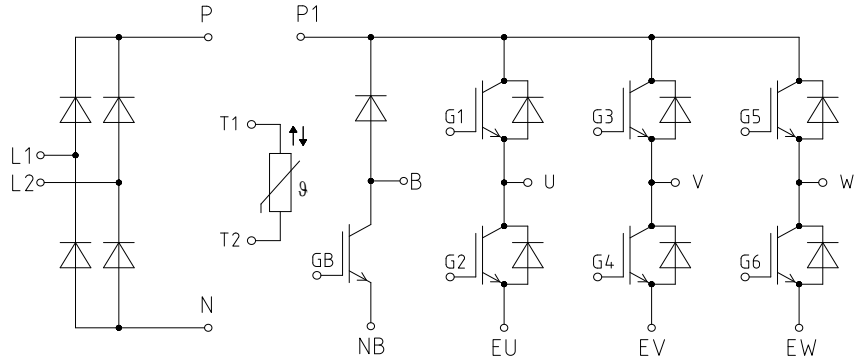 P P1
T1 G1 G3 G5
L1
L2 B U V W
ϑ
T2 GB G2 G4 G6
N
NB EU EV EW